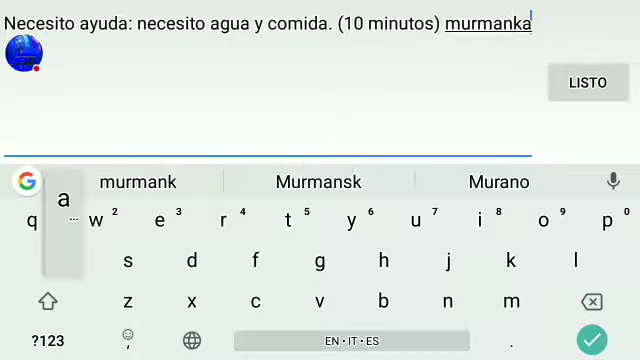 Necesito ayuda: necesito agua y comida. (10 minutos) murmanka
LISTO
murmank Murmansk Murano
a
q ... w 2 e 3 r 4 t 5 y 6 u 7 i 8 o 9 p 0
s d f g h j k l
z x c v b n m
?123 , EN • IT • ES .